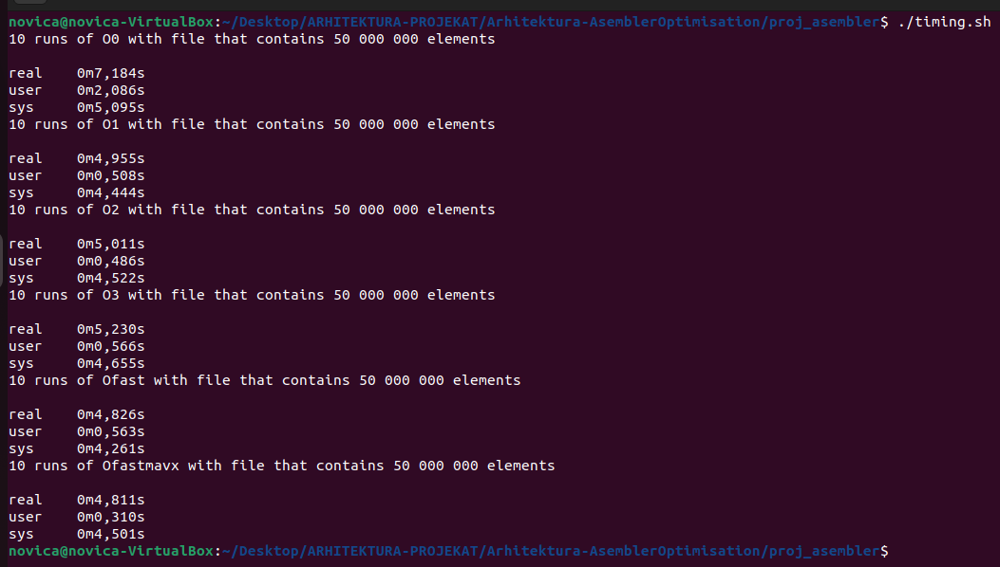 novica@novica-VirtualBox:~/Desktop/ARHITEKTURA-PROJEKAT/Arhitektura-AsemblerOptimisation/proj_asembler$ ./timing.sh
10 runs of O0 with file that contains 50 000 000 elements
real 0m7,184s
user 0m2,086s
sys 0m5,095s
10 runs of O1 with file that contains 50 000 000 elements
real 0m4,955s
user 0m0,508s
sys 0m4,444s
10 runs of O2 with file that contains 50 000 000 elements
real 0m5,011s
user 0m0,486s
sys 0m4,522s
10 runs of O3 with file that contains 50 000 000 elements
real 0m5,230s
user 0m0,566s
sys 0m4,655s
10 runs of Ofast with file that contains 50 000 000 elements
real 0m4,826s
user 0m0,563s
sys 0m4,261s
10 runs of Ofastmavx with file that contains 50 000 000 elements
real 0m4,811s
user 0m0,310s
sys 0m4,501s
novica@novica-VirtualBox:~/Desktop/ARHITEKTURA-PROJEKAT/Arhitektura-AsemblerOptimisation/proj_asembler$